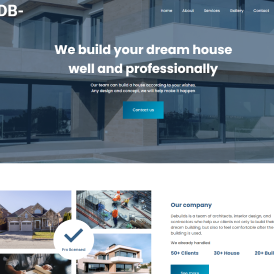 DB-
Home About Services Gallery Contact
We build your dream house
well and professionally
Our team can build a house according to your wishes.
Any design and concept, we will help make it happen
Contact us
Our company
Debuilds is a team of architects, interior design, and
contractors who help our clients not only to build their
dream building, but also to feel comfortable after the
building is used.
We already handled
50+ Clients 30+ House 20+ Buil
Pro licensed